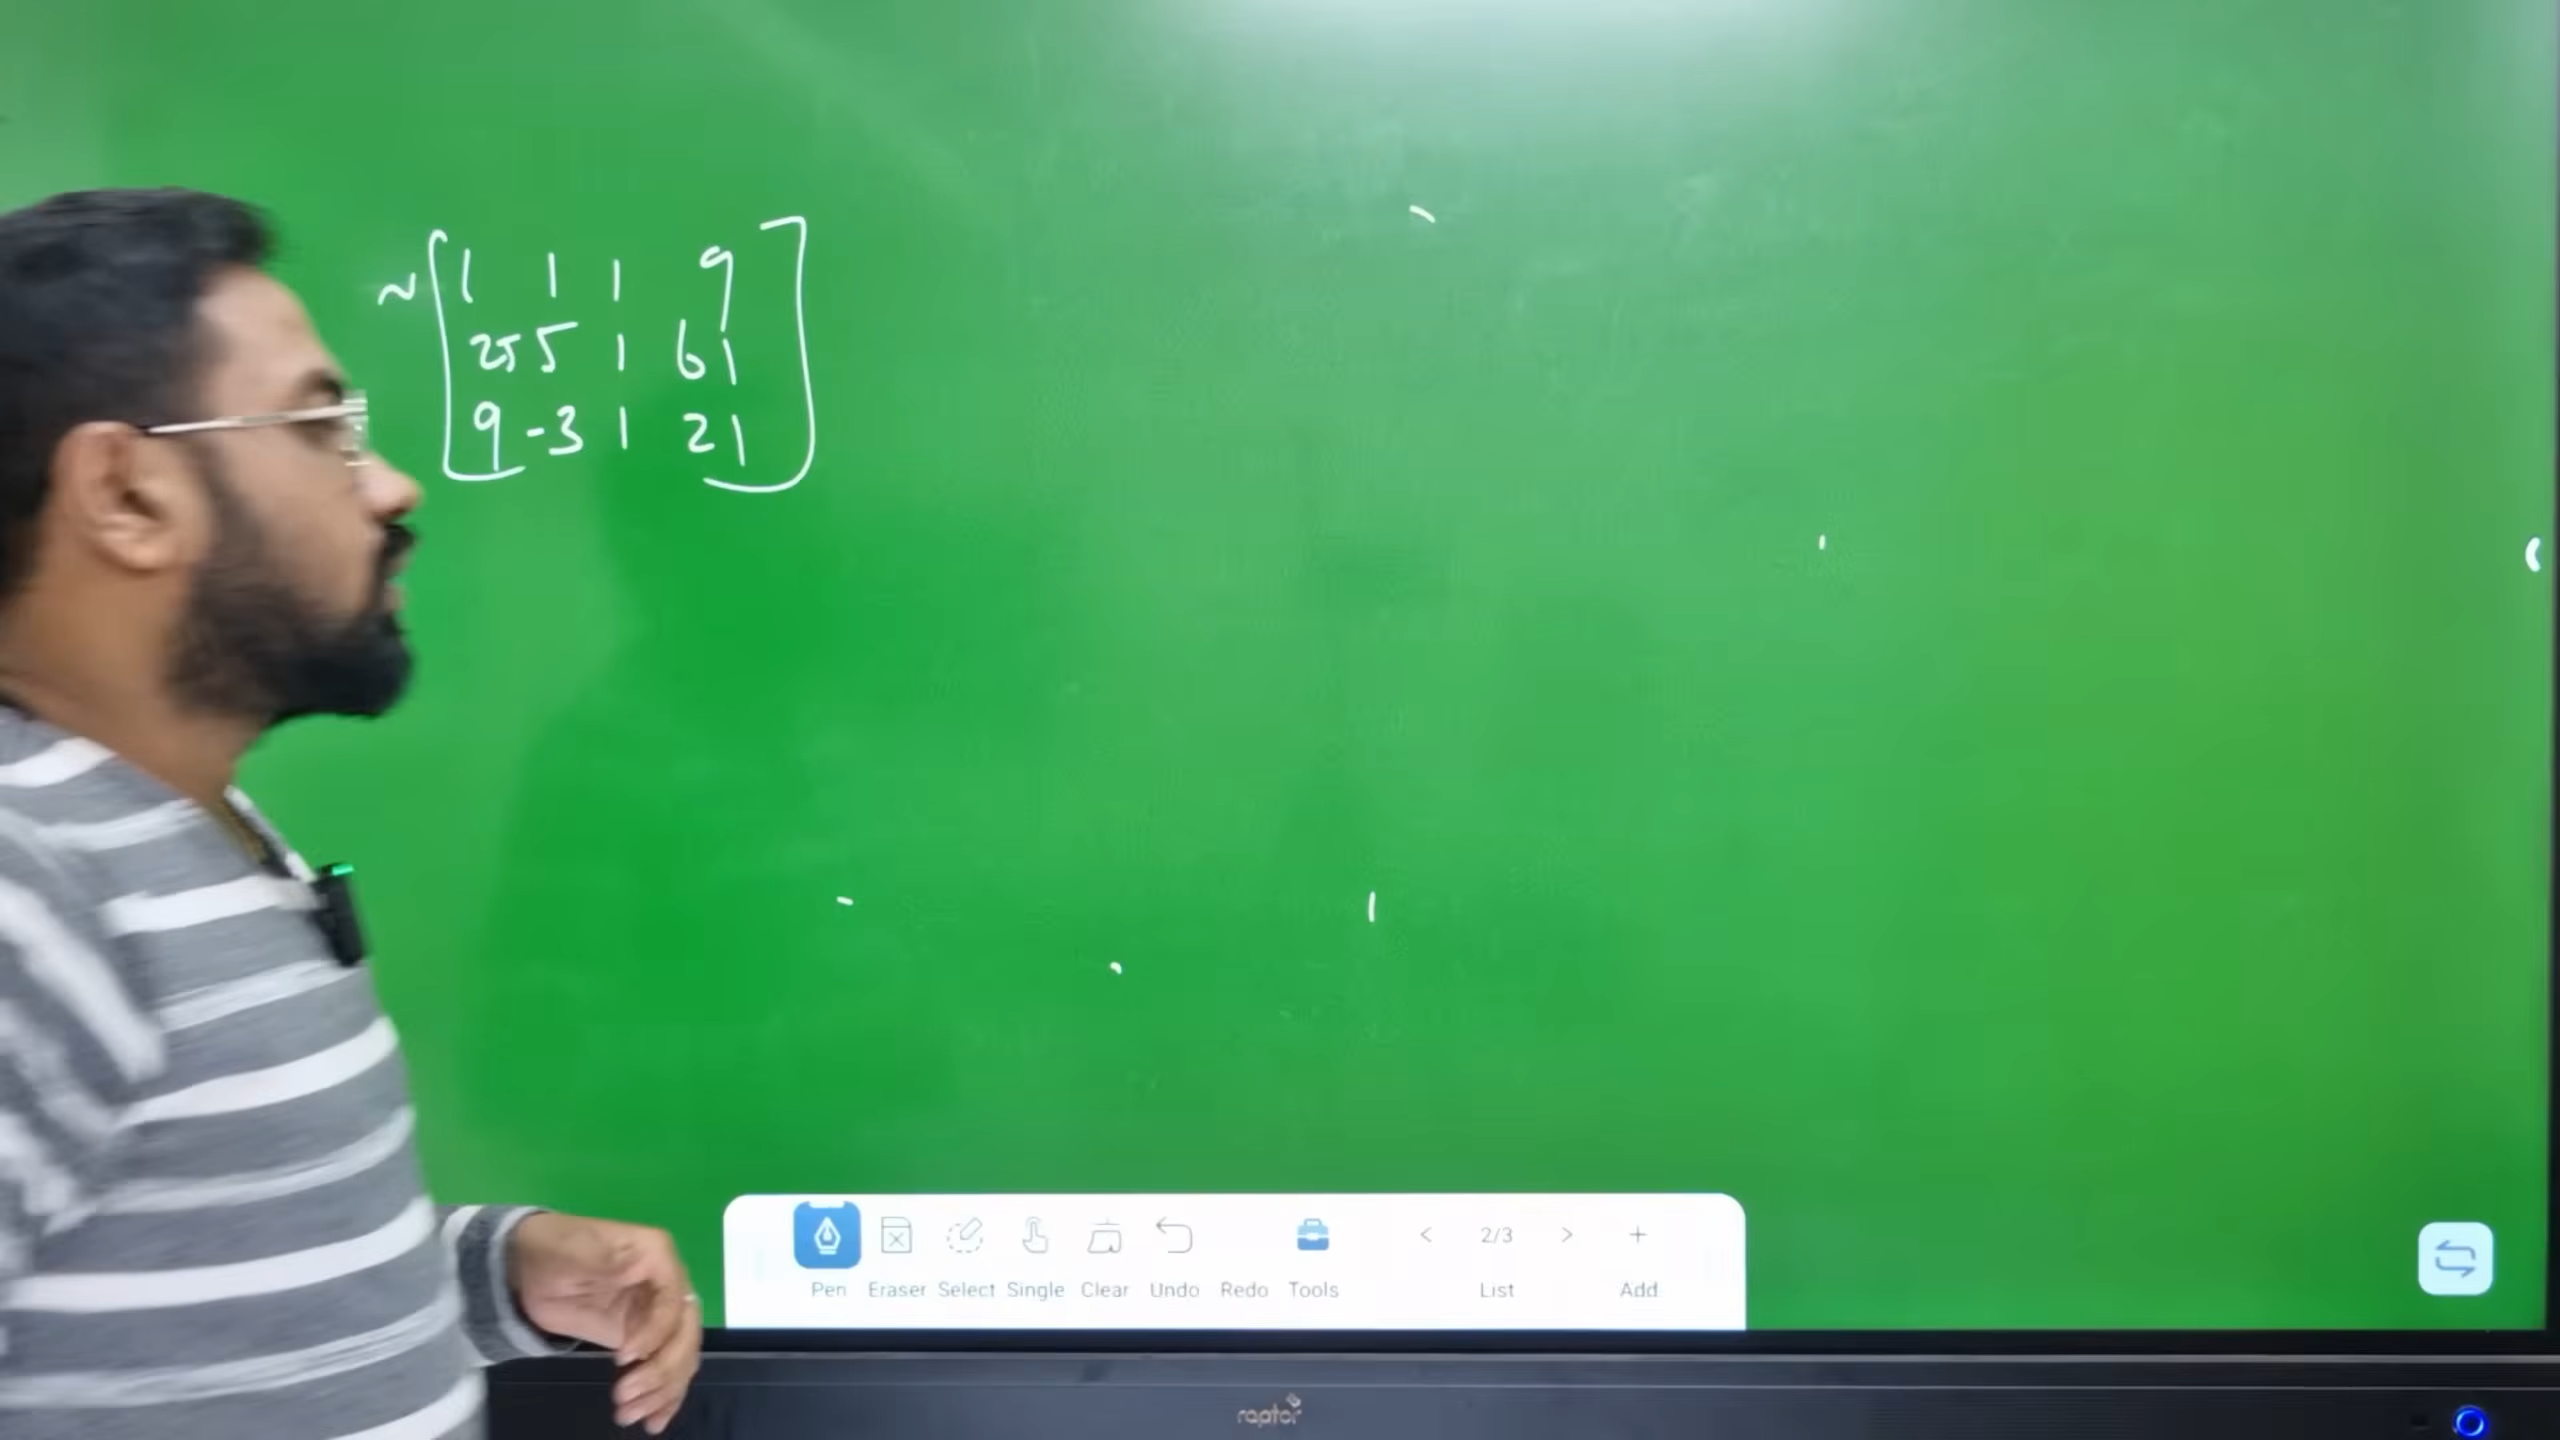 ~ [ 1 1 1 9 ]
25 5 1 61
9 -3 1 21
Pen Eraser Select Single Clear Undo Redo Tools < 2/3 > +
List Add
raptor